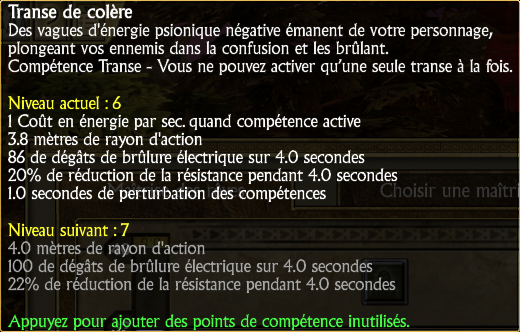 Transe de colère
Des vagues d'énergie psionique négative émanent de votre personnage,
plongeant vos ennemis dans la confusion et les brûlant.
Compétence Transe - Vous ne pouvez activer qu'une seule transe à la fois.
Niveau actuel : 6
1 Coût en énergie par sec. quand compétence active
3.8 mètres de rayon d'action
86 de dégâts de brûlure électrique sur 4.0 secondes
20% de réduction de la résistance pendant 4.0 secondes
1.0 secondes de perturbation des compétences
Choisir une maîtri
Niveau suivant : 7
4.0 mètres de rayon d'action
100 de dégâts de brûlure électrique sur 4.0 secondes
22% de réduction de la résistance pendant 4.0 secondes
Appuyez pour ajouter des points de compétence inutilisés.